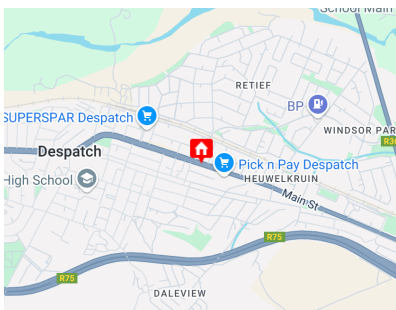 School Main
RETIEF
BP
SUPERSPAR Despatch
WINDSOR PAR
Despatch
Pick n Pay Despatch
High School
HEUWELKRUIN
Main St
R75
R75
DALEVIEW